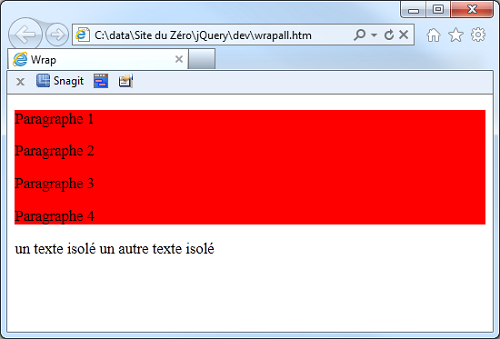 C:\data\Site du Zéro\jQuery\dev\wrapall.htm
Wrap
Snagit
Paragraphe 1
Paragraphe 2
Paragraphe 3
Paragraphe 4
un texte isolé un autre texte isolé